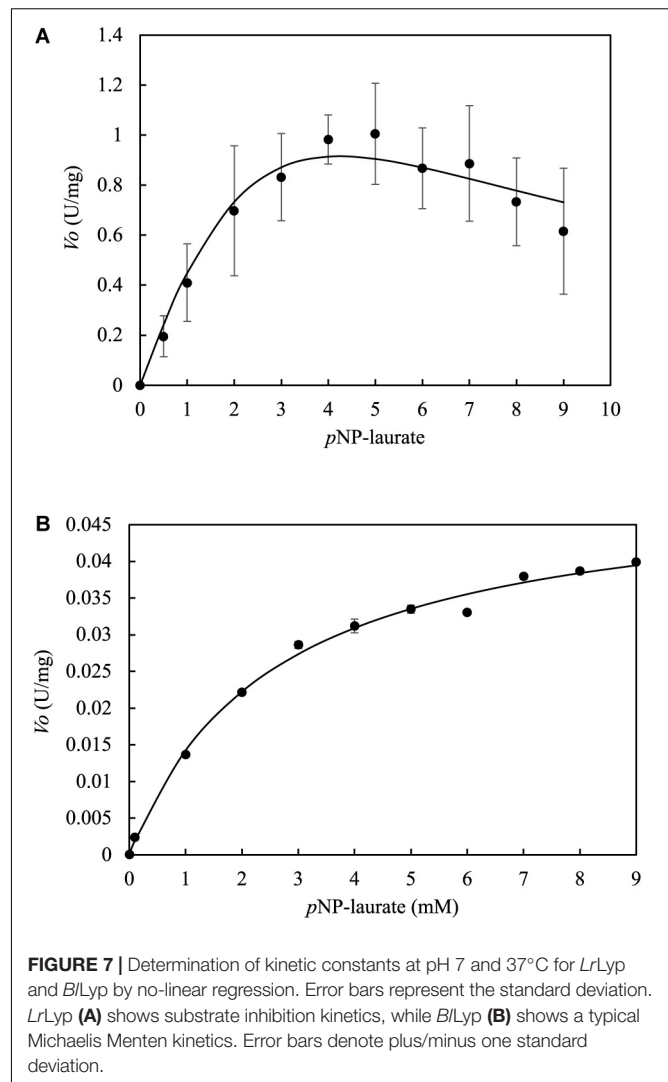 A
1.4
1.2
1
0.8
0.6
0.4
0.2
0
Vo (U/mg)
0 1 2 3 4 5 6 7 8 9 10
pNP-laurate
B
0.045
0.04
0.035
0.03
0.025
0.02
0.015
0.01
0.005
0
Vo (U/mg)
0 1 2 3 4 5 6 7 8 9
pNP-laurate (mM)
FIGURE 7 | Determination of kinetic constants at pH 7 and 37°C for LrLyp
and BlLyp by no-linear regression. Error bars represent the standard deviation.
LrLyp (A) shows substrate inhibition kinetics, while BlLyp (B) shows a typical
Michaelis Menten kinetics. Error bars denote plus/minus one standard
deviation.